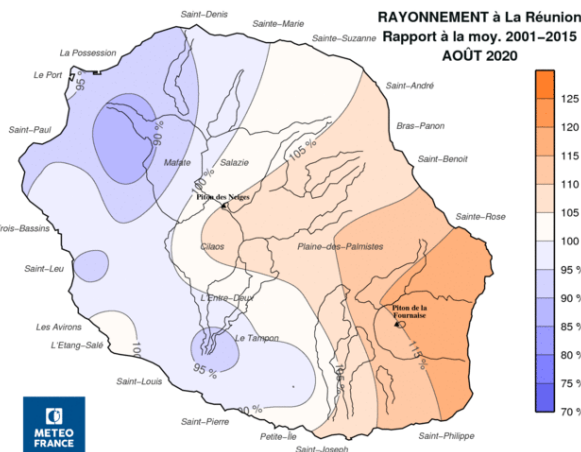 RAYONNEMENT à La Réunion
Rapport à la moy. 2001−2015
AOÛT 2020
Saint−Denis
Sainte−Marie
Sainte−Suzanne
La Possession
Le Port
95 %
Saint−André
125
120
Bras−Panon
Saint−Paul
90 %
115
105 %
Mafate
Salazie
Saint−Benoit
110
100 %
105
Piton des Neiges
Sainte−Rose
100
rois−Bassins
Cilaos
Plaine−des−Palmistes
95 %
Saint−Leu
90 %
L'Entre−Deux
Piton de la
Fournaise
85 %
Les Avirons
Le Tampon
L'Etang−Salé
115 %
80 %
95 %
105 %
75 %
Saint−Louis
70 %
METEO
FRANCE
Saint−Pierre
Petite−Ile
Saint−Philippe
Saint−Joseph